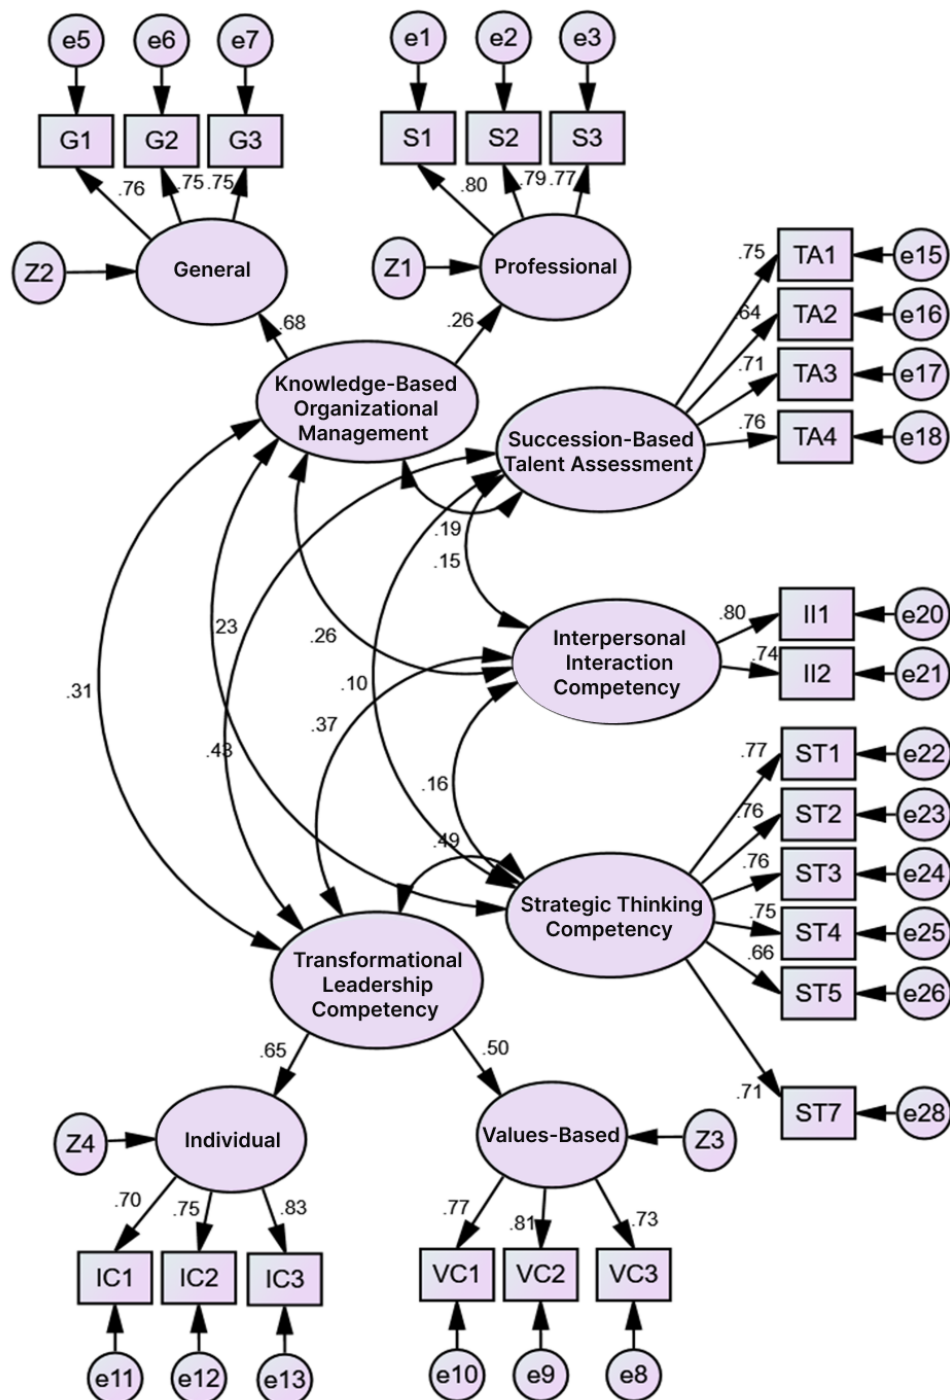 e5 e6 e7 e1 e2 e3
G1 G2 G3 S1 S2 S3
.76 .75 .75 .80 .79 .77
Z2 General Z1 Professional
.68 .26
Knowledge-Based
Organizational
Management
.75 TA1 e15
.64 TA2 e16
.71 TA3 e17
.76 TA4 e18
Succession-Based
Talent Assessment
.19
.15
.80 II1 e20
.74 II2 e21
Interpersonal
Interaction
Competency
.31 .23 .26 .10
.43 .37 .16 .49
.77 ST1 e22
.76 ST2 e23
.76 ST3 e24
.75 ST4 e25
.66 ST5 e26
.71 ST7 e28
Strategic Thinking
Competency
Transformational
Leadership
Competency
.65 .50
Z4 Individual Values-Based Z3
.70 .75 .83 .77 .81 .73
IC1 IC2 IC3 VC1 VC2 VC3
e11 e12 e13 e10 e9 e8